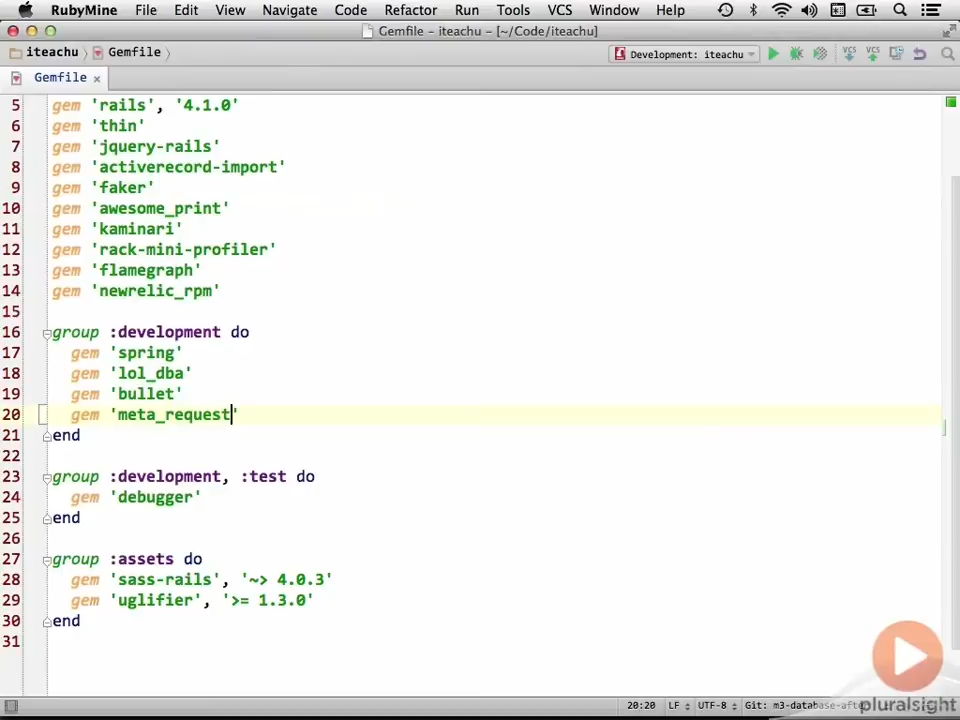 RubyMine File Edit View Navigate Code Refactor Run Tools VCS Window Help
Gemfile - iteachu - [~/Code/iteachu]
iteachu Gemfile Development: iteachu VCS VCS
Gemfile
5 gem 'rails', '4.1.0'
6 gem 'thin'
7 gem 'jquery-rails'
8 gem 'activerecord-import'
9 gem 'faker'
10 gem 'awesome_print'
11 gem 'kaminari'
12 gem 'rack-mini-profiler'
13 gem 'flamegraph'
14 gem 'newrelic_rpm'
15
16 group :development do
17 gem 'spring'
18 gem 'lol_dba'
19 gem 'bullet'
20 gem 'meta_request'
21 end
22
23 group :development, :test do
24 gem 'debugger'
25 end
26
27 group :assets do
28 gem 'sass-rails', '~> 4.0.3'
29 gem 'uglifier', '>= 1.3.0'
30 end
31
pluralsight
20:20 LF UTF-8 Git: m3-database-after